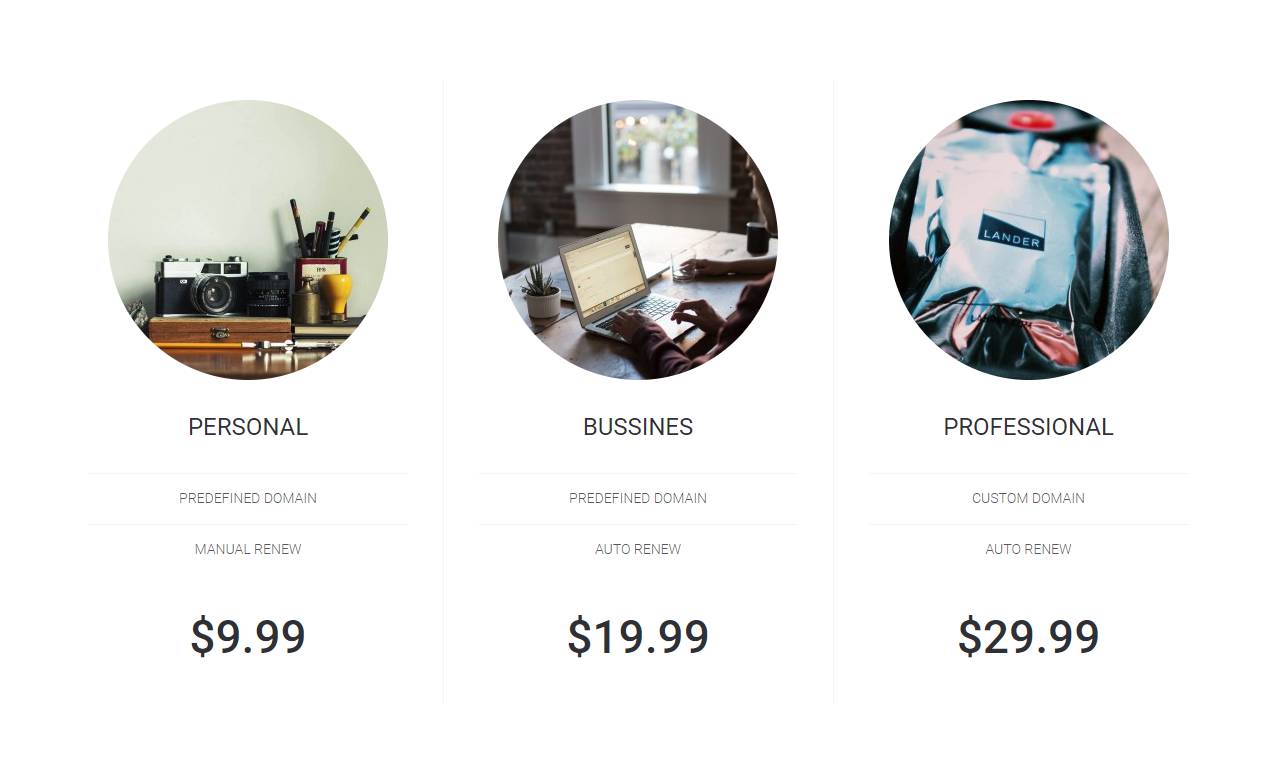 LANDER
PERSONAL
PREDEFINED DOMAIN
MANUAL RENEW
$9.99
BUSSINES
PREDEFINED DOMAIN
AUTO RENEW
$19.99
PROFESSIONAL
CUSTOM DOMAIN
AUTO RENEW
$29.99